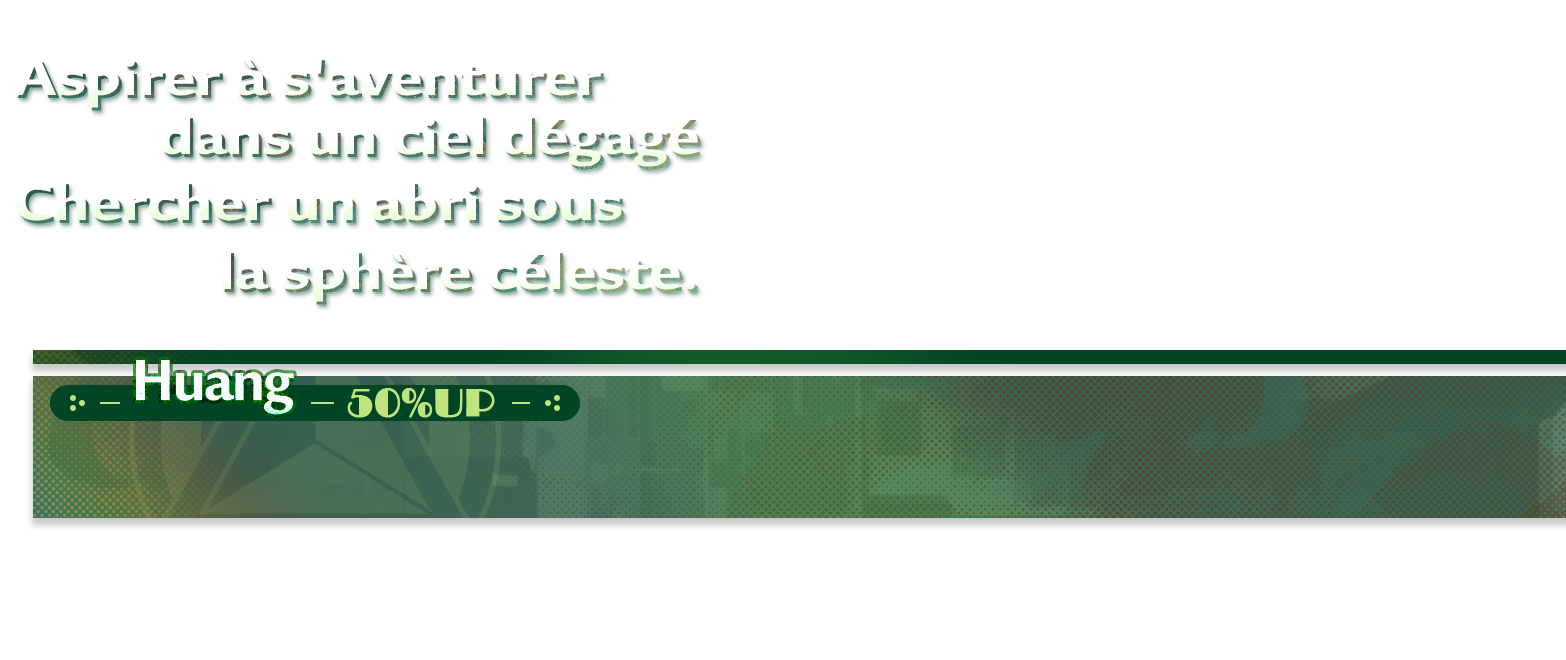 Aspirer à s'aventurer
dans un ciel dégagé
Chercher un abri sous
la sphère céleste.
Huang 50%UP